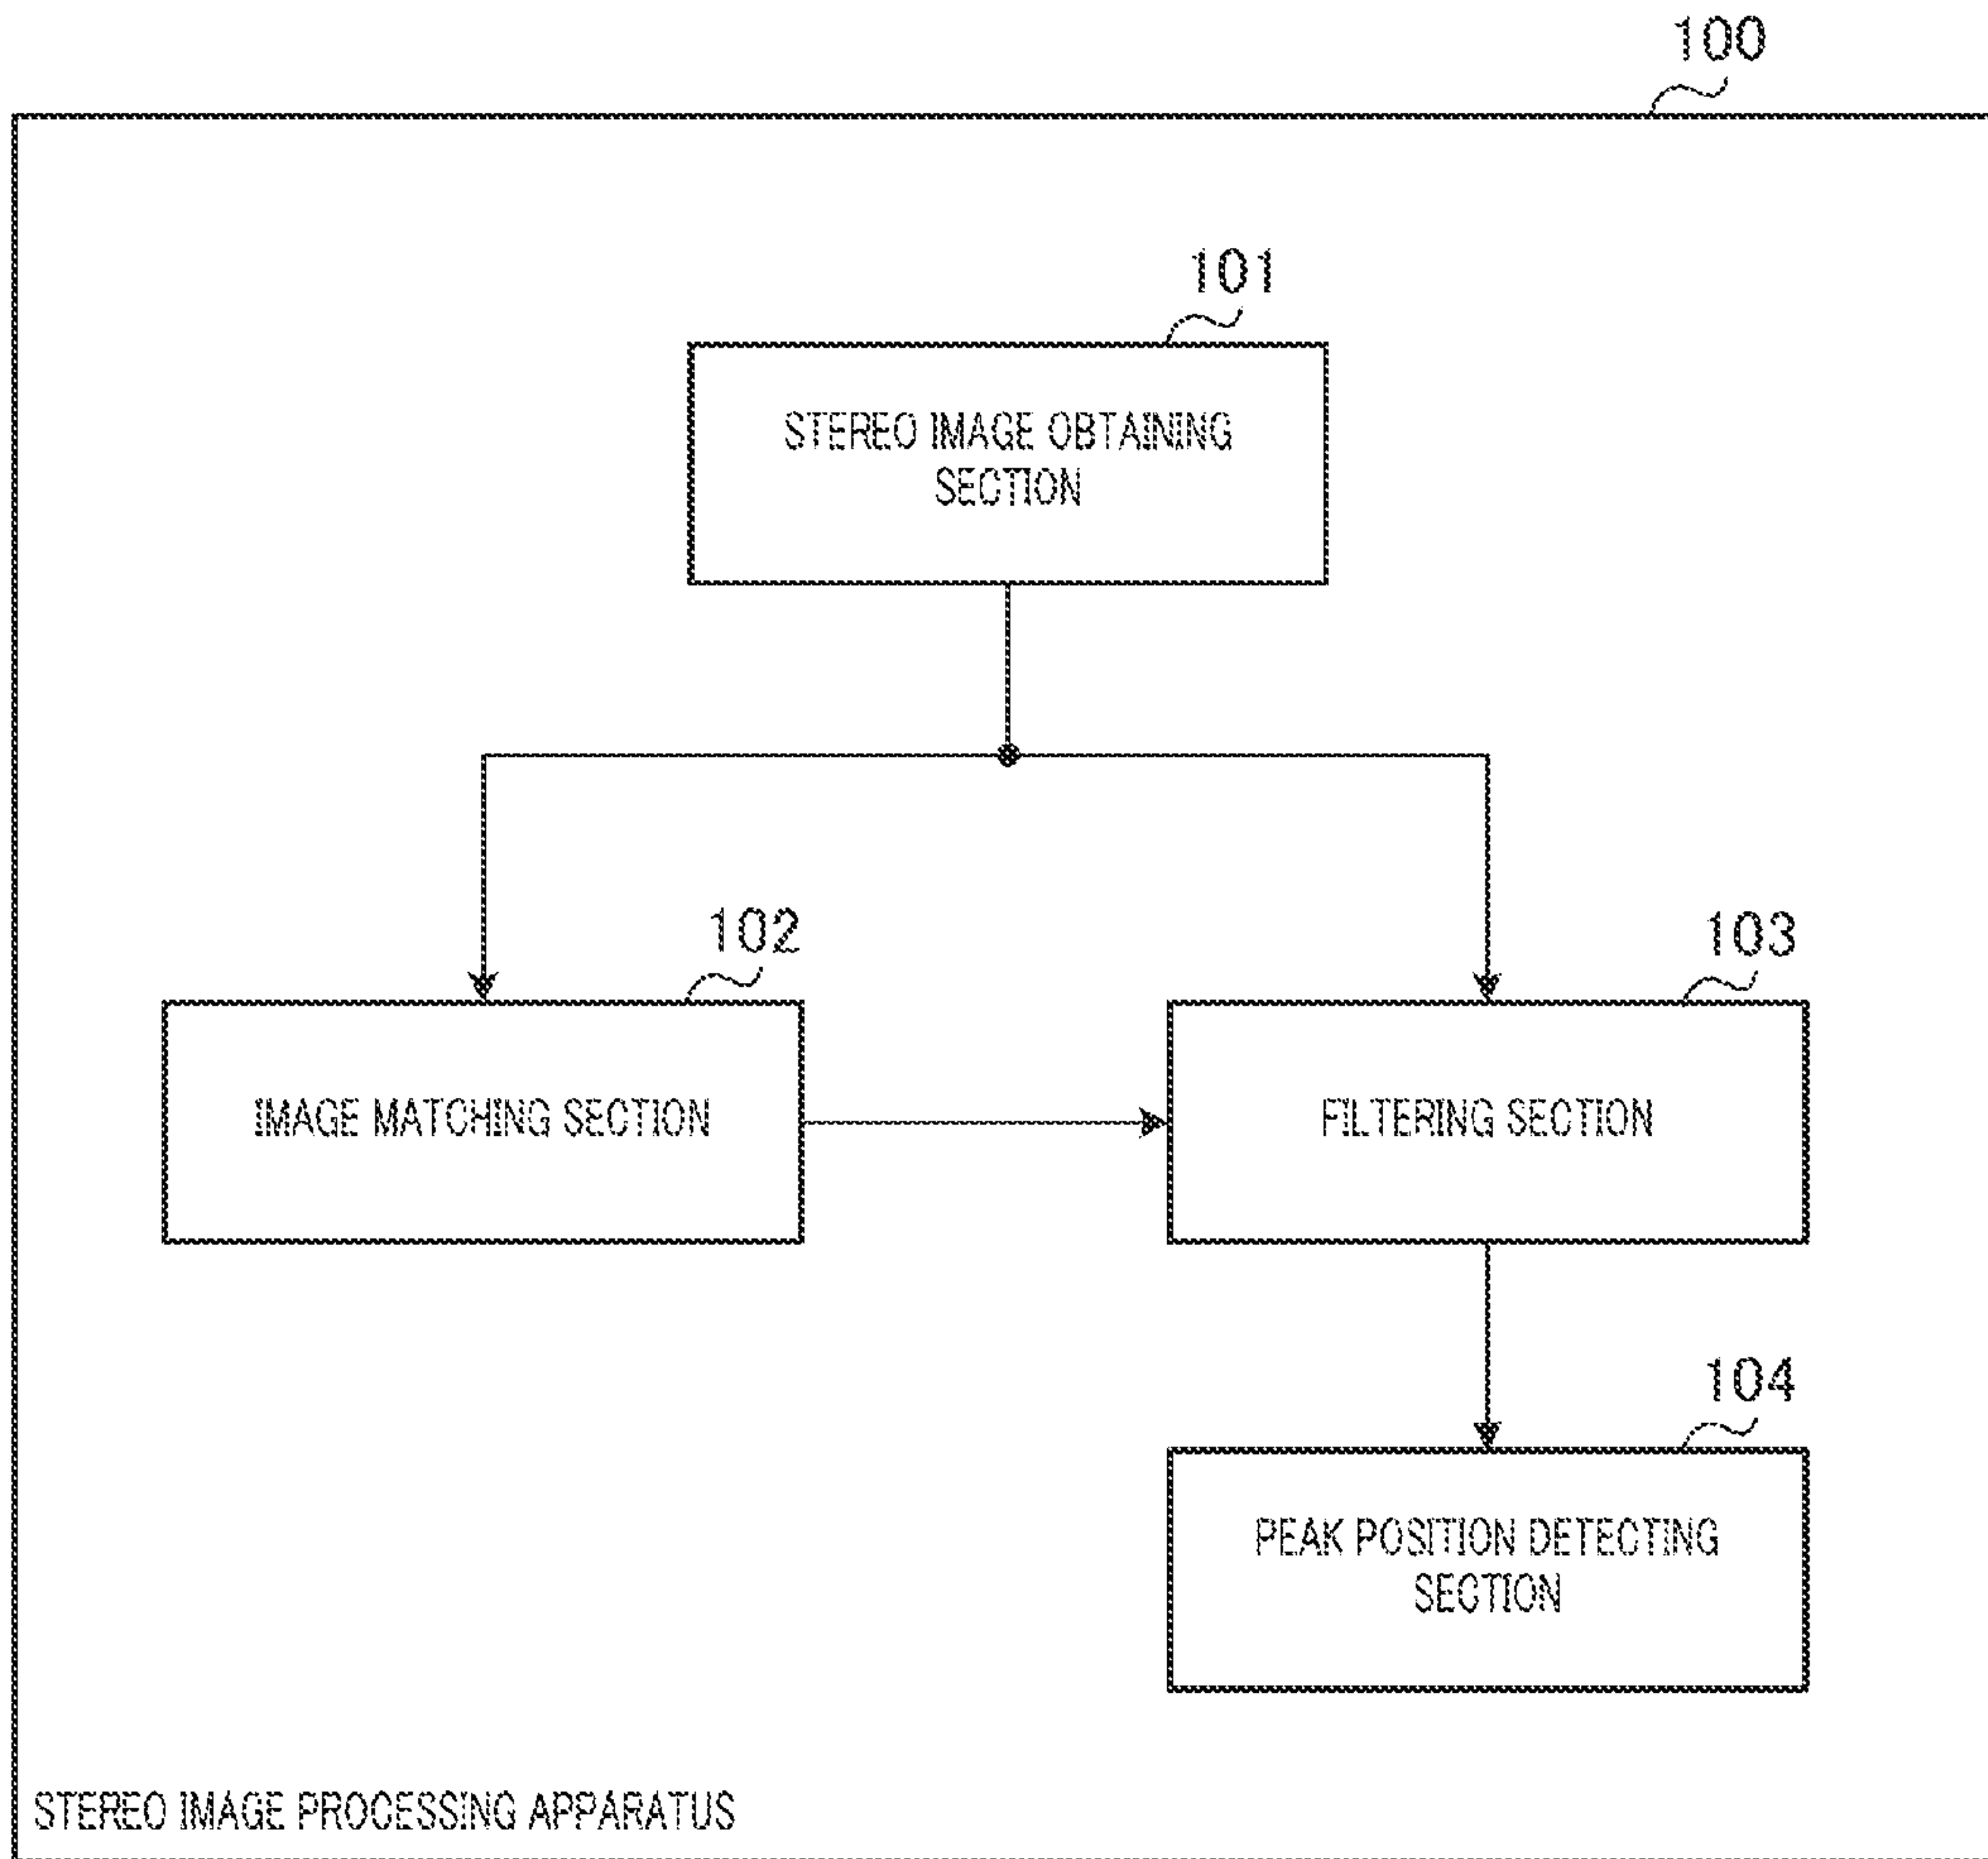 100
101
STEREO IMAGE OBTAINING
SECTION
102
103
IMAGE MATCHING SECTION
FILTERING SECTION
104
PEAK POSITION DETECTING
SECTION
STEREO IMAGE PROCESSING APPARATUS